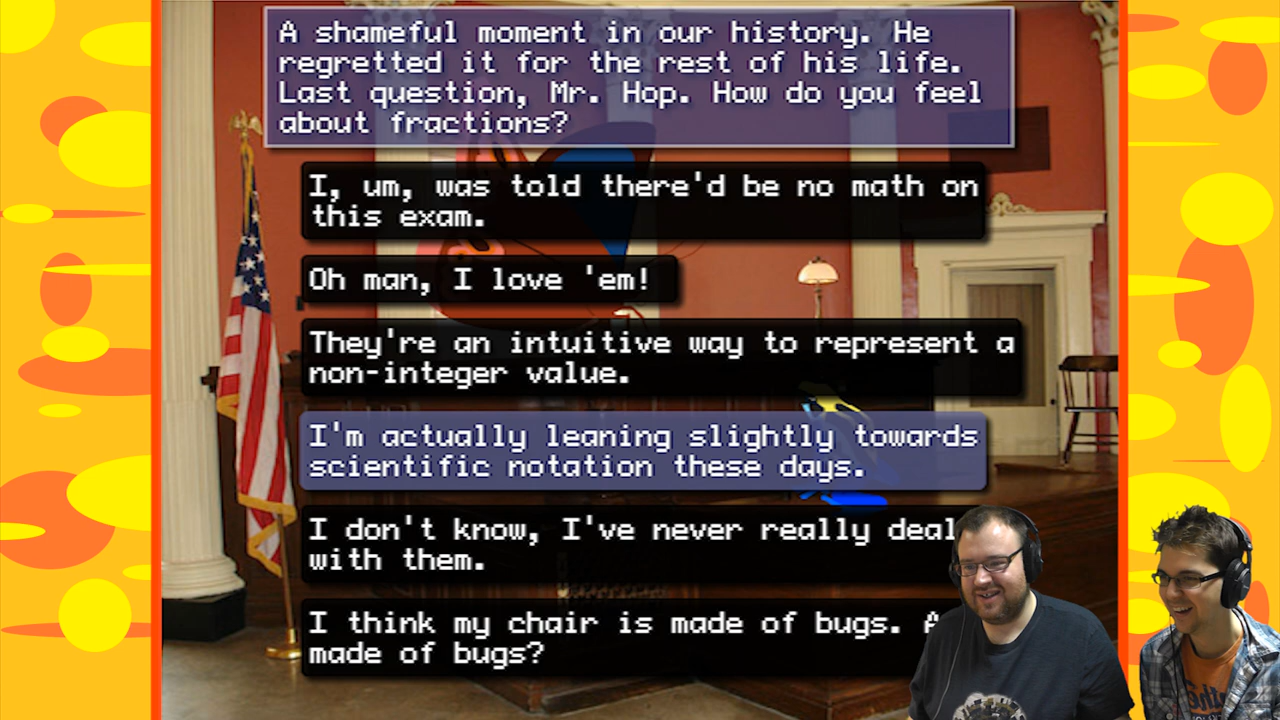 A shameful moment in our history. He
regretted it for the rest of his life.
Last question, Mr. Hop. How do you feel
about fractions?
I, um, was told there'd be no math on
this exam.
Oh man, I love 'em!
They're an intuitive way to represent a
non-integer value.
I'm actually leaning slightly towards
scientific notation these days.
I don't know, I've never really
with them.
I think my chair is made of bugs.
made of bugs?